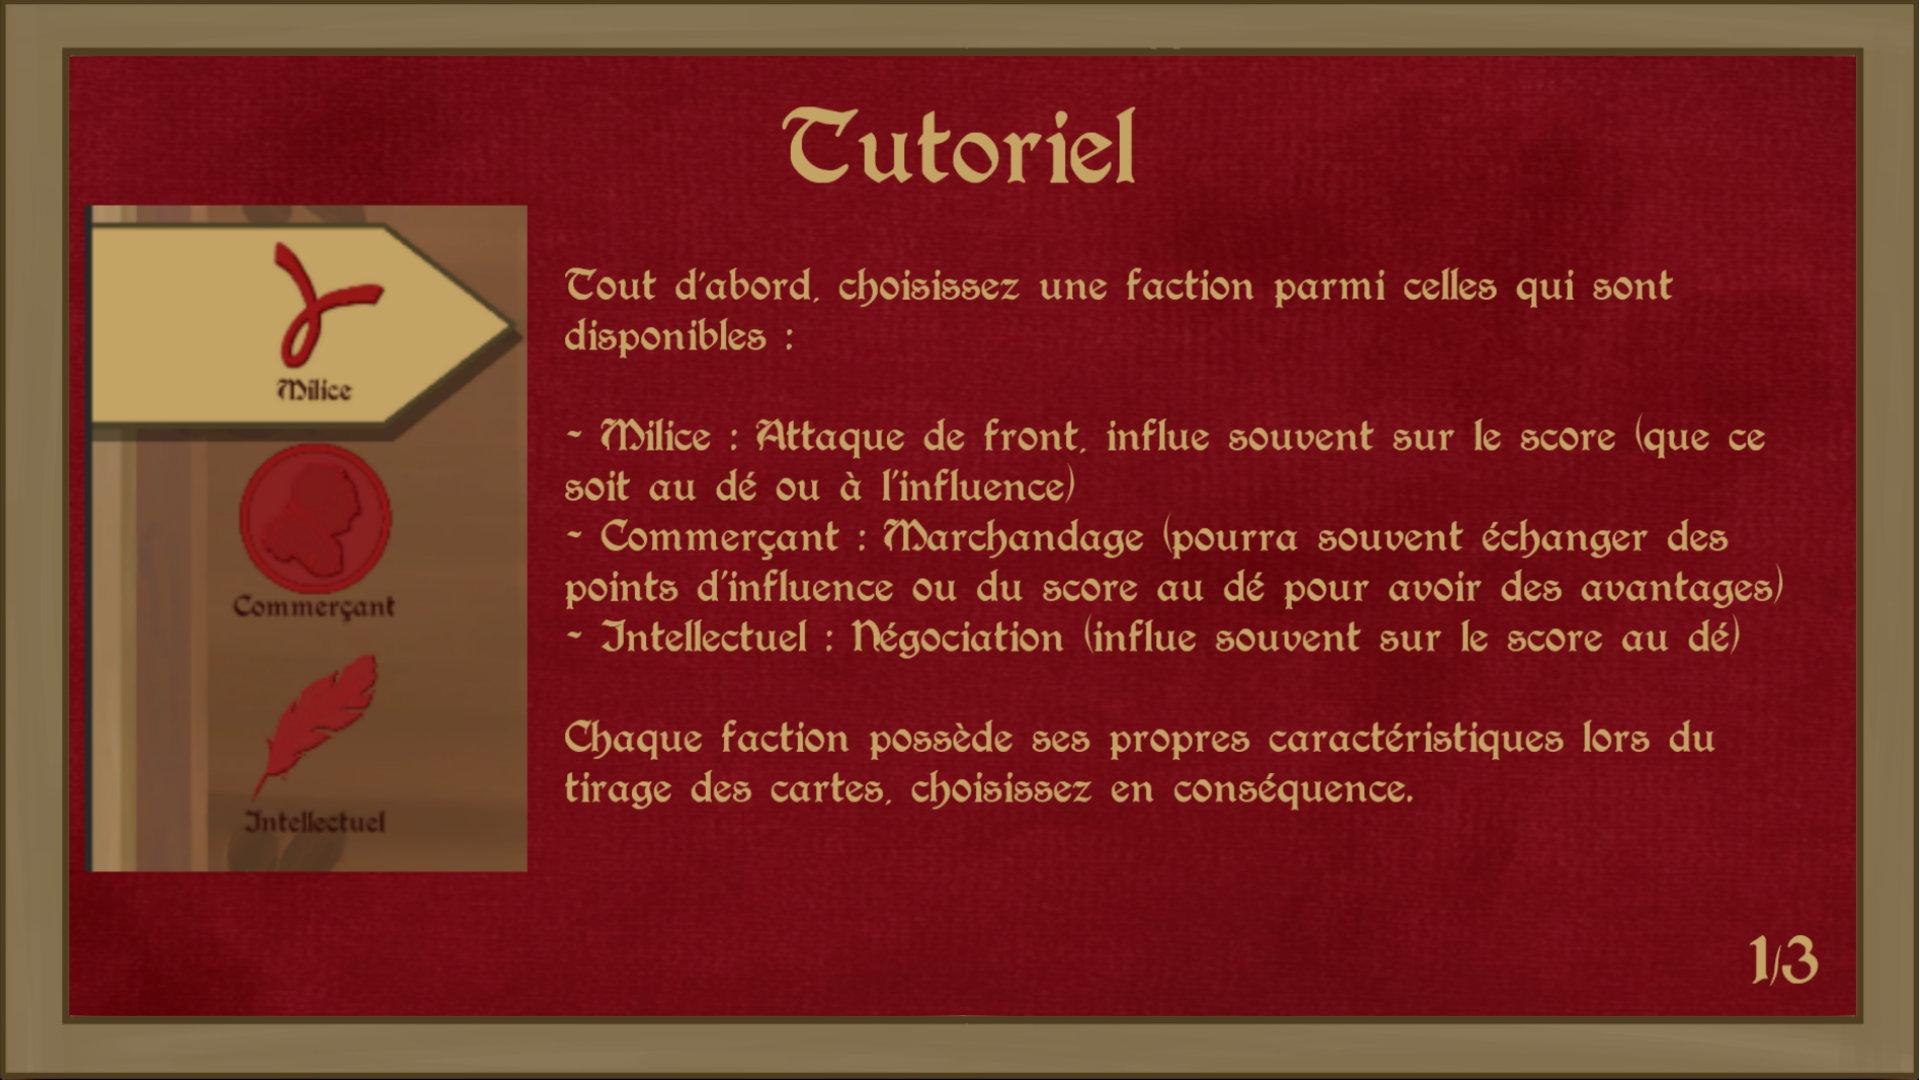 Tutoriel
Milice
Commerçant
Intellectuel
Tout d'abord, choisissez une faction parmi celles qui sont
disponibles :
- Milice : Attaque de front, influe souvent sur le score (que ce
soit au dé ou à l'influence)
- Commerçant : Marchandage (pourra souvent échanger des
points d'influence ou du score au dé pour avoir des avantages)
- Intellectuel : Négociation (influe souvent sur le score au dé)
Chaque faction possède ses propres caractéristiques lors du
tirage des cartes, choisissez en conséquence.
1/3